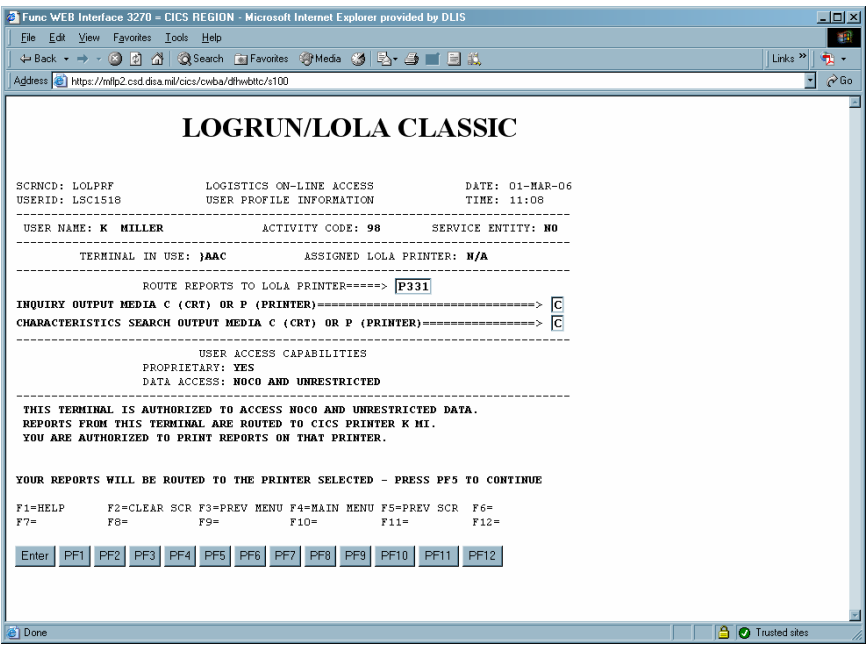 Func WEB Interface 3270 = CICS REGION - Microsoft Internet Explorer provided by DLIS
File Edit View Favorites Tools Help
Back Search Favorites Media Links »
Address https://mflp2.csd.disa.mil/cics/cwba/dfhwbttc/s100 Go
LOGRUN/LOLA CLASSIC
SCRNCD: LOLPRF LOGISTICS ON-LINE ACCESS DATE: 01-MAR-06
USERID: LSC1518 USER PROFILE INFORMATION TIME: 11:08
USER NAME: K MILLER ACTIVITY CODE: 98 SERVICE ENTITY: NO
TERMINAL IN USE: }AAC ASSIGNED LOLA PRINTER: N/A
ROUTE REPORTS TO LOLA PRINTER=====> P331
INQUIRY OUTPUT MEDIA C (CRT) OR P (PRINTER)===============================> C
CHARACTERISTICS SEARCH OUTPUT MEDIA C (CRT) OR P (PRINTER)================> C
USER ACCESS CAPABILITIES
PROPRIETARY: YES
DATA ACCESS: NOCO AND UNRESTRICTED
THIS TERMINAL IS AUTHORIZED TO ACCESS NOCO AND UNRESTRICTED DATA.
REPORTS FROM THIS TERMINAL ARE ROUTED TO CICS PRINTER K MI.
YOU ARE AUTHORIZED TO PRINT REPORTS ON THAT PRINTER.
YOUR REPORTS WILL BE ROUTED TO THE PRINTER SELECTED - PRESS PF5 TO CONTINUE
F1=HELP F2=CLEAR SCR F3=PREV MENU F4=MAIN MENU F5=PREV SCR F6=
F7= F8= F9= F10= F11= F12=
Enter PF1 PF2 PF3 PF4 PF5 PF6 PF7 PF8 PF9 PF10 PF11 PF12
Done Trusted sites